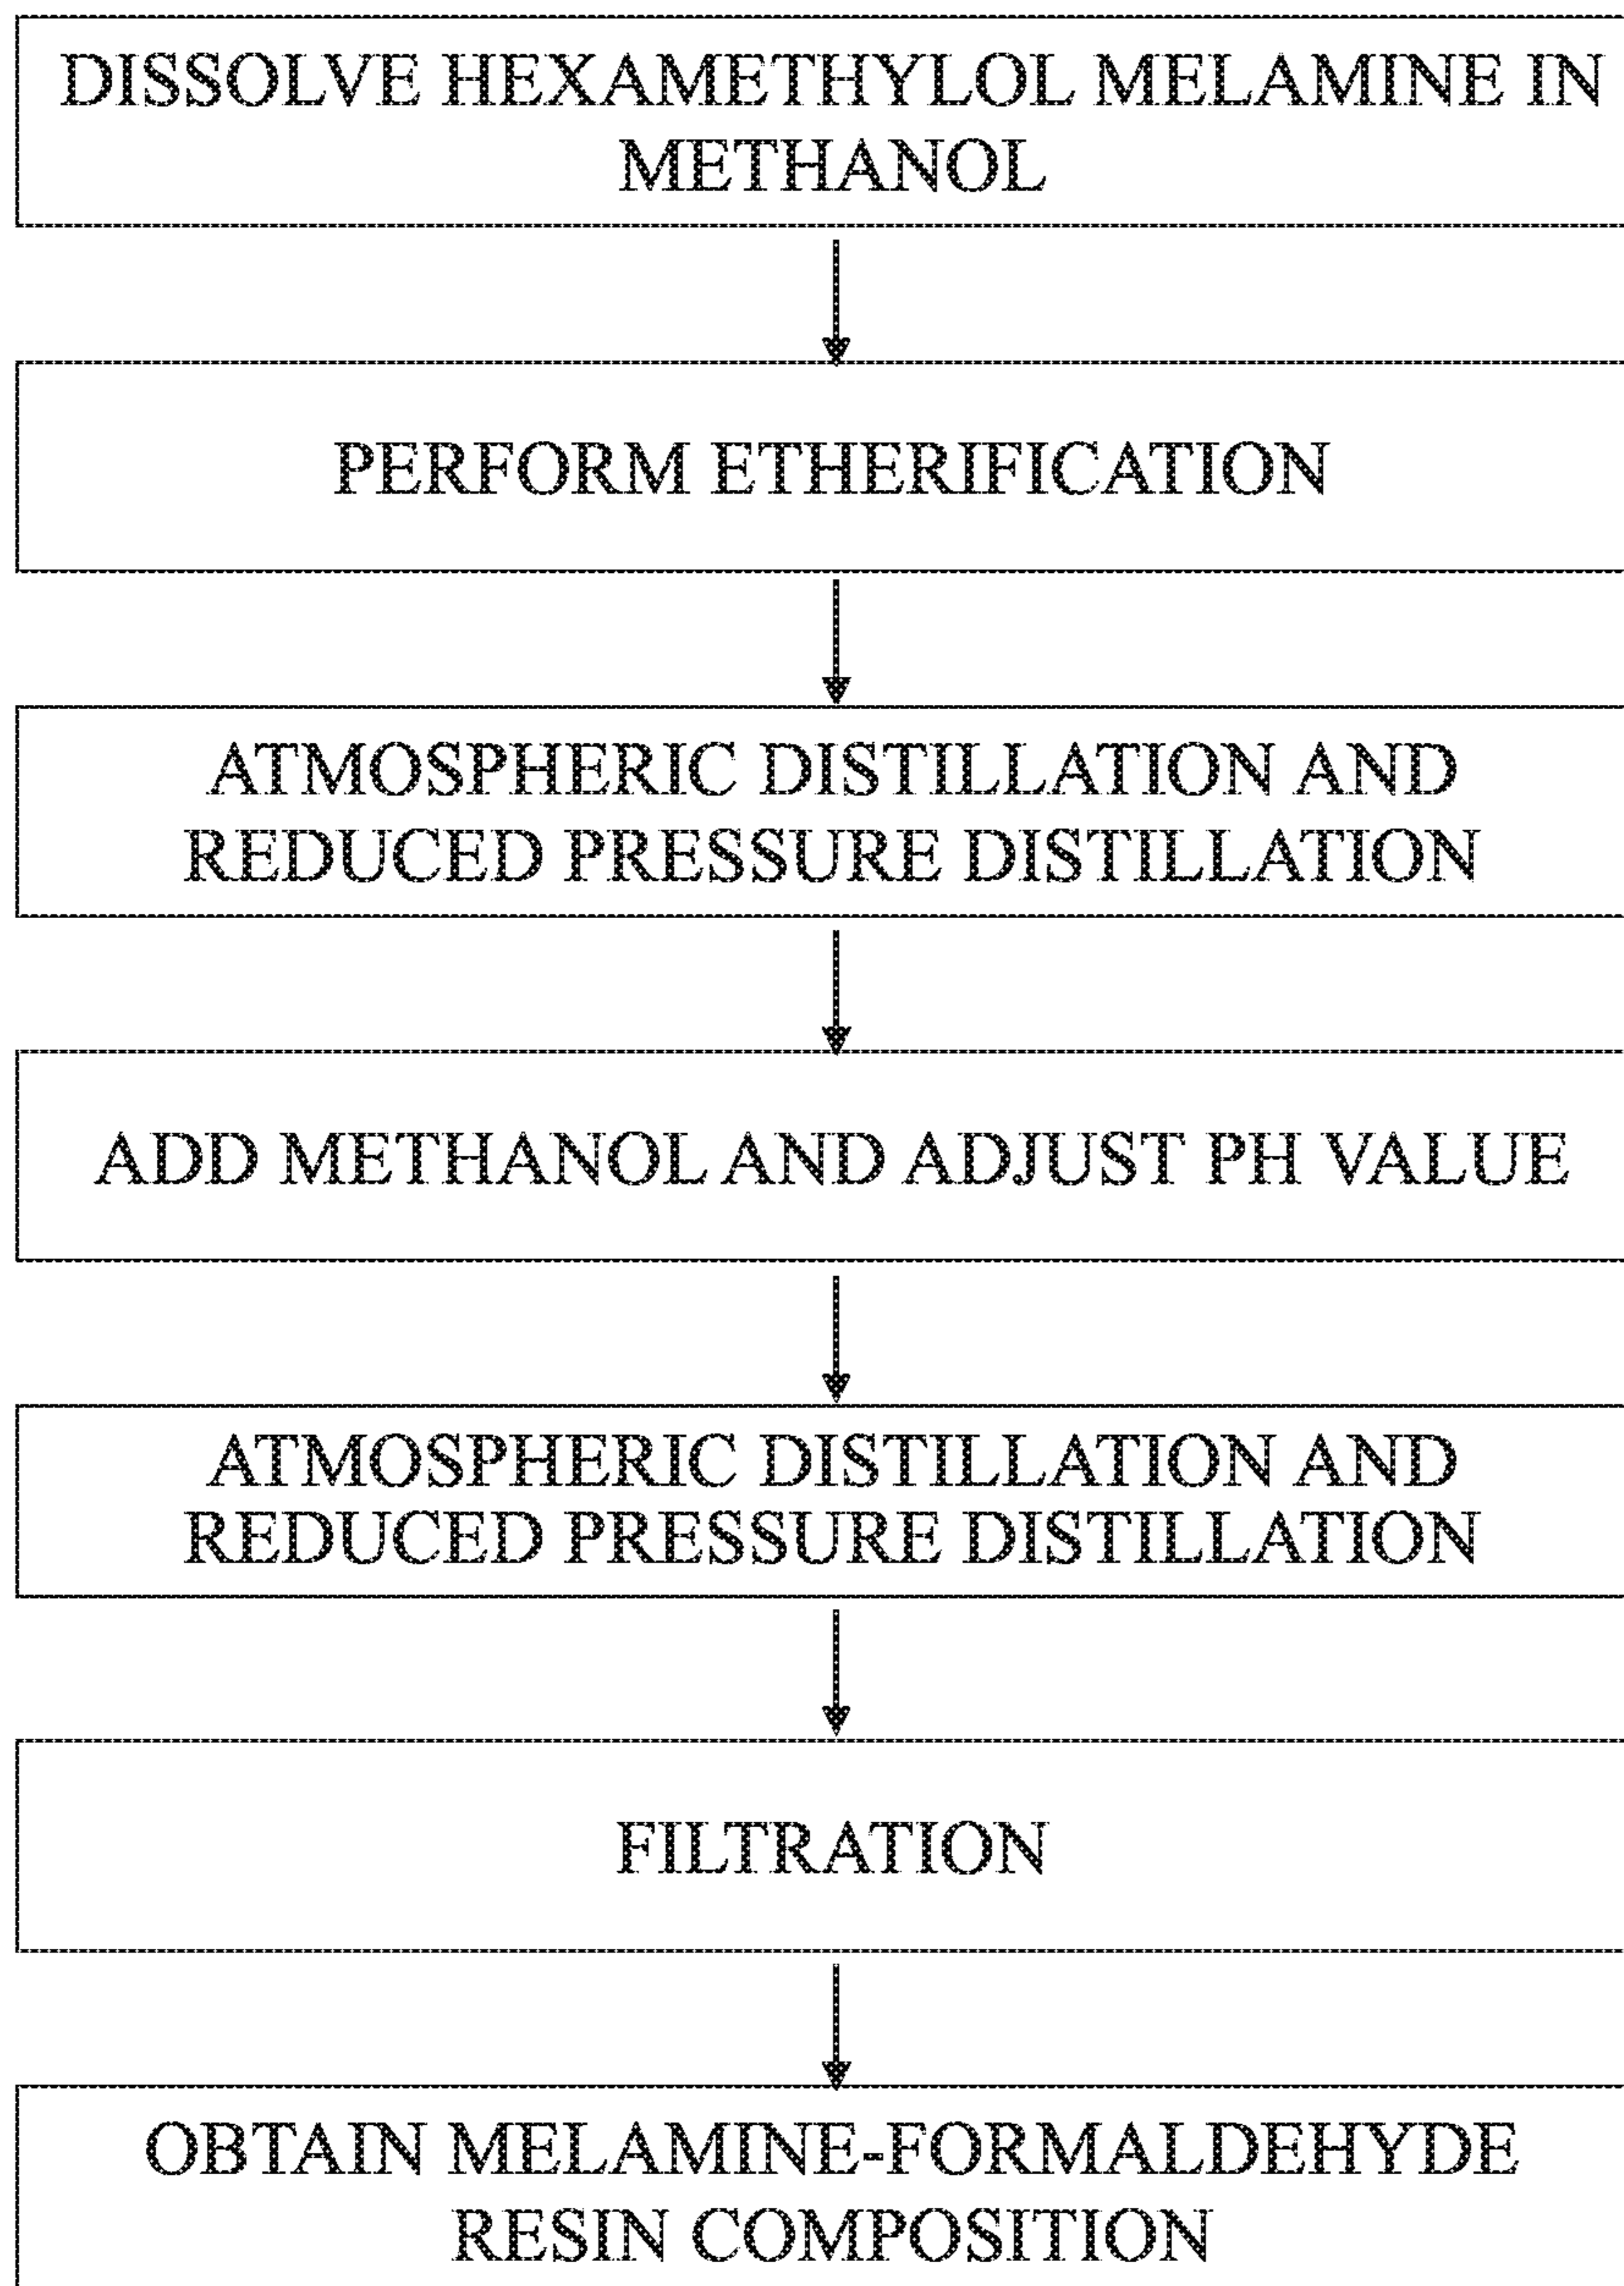 DISSOLVE HEXAMETHYLOL MELAMINE IN
METHANOL
PERFORM ETHERIFICATION
ATMOSPHERIC DISTILLATION AND
REDUCED PRESSURE DISTILLATION
ADD METHANOL AND ADJUST PH VALUE
ATMOSPHERIC DISTILLATION AND
REDUCED PRESSURE DISTILLATION
FILTRATION
OBTAIN MELAMINE-FORMALDEHYDE
RESIN COMPOSITION